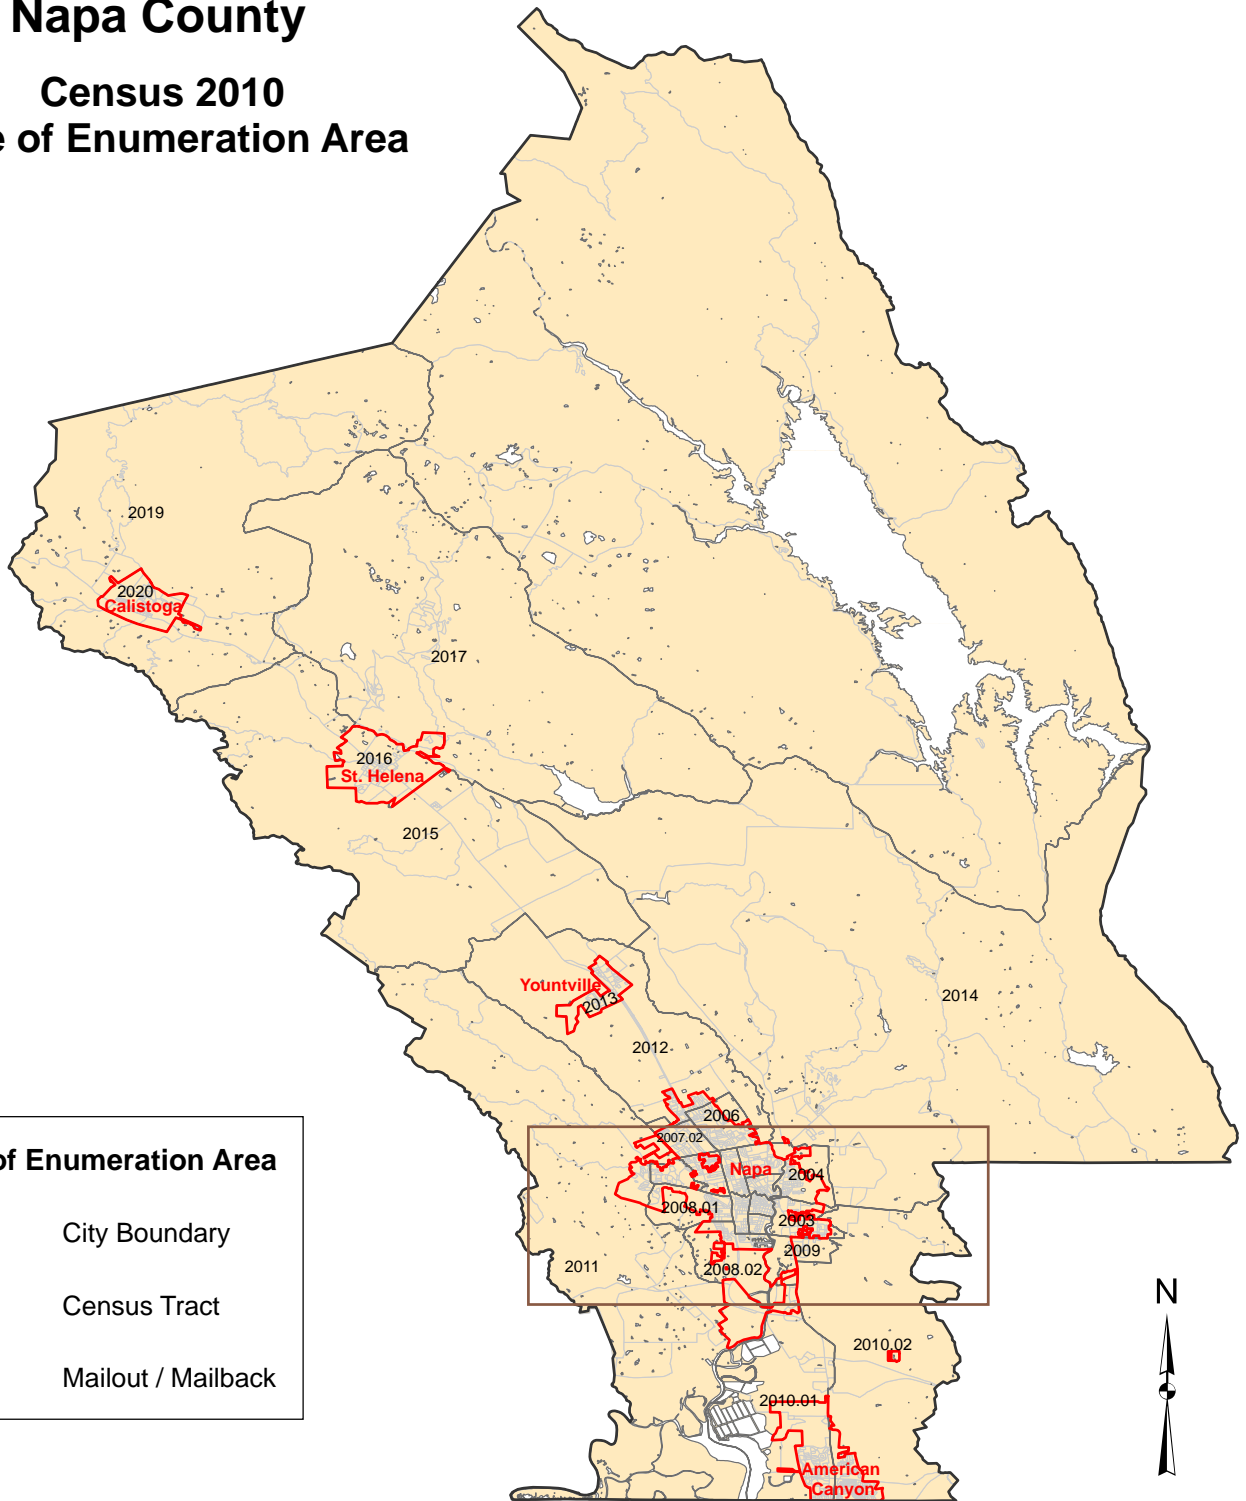 Napa County
Census 2010
e of Enumeration Area
2019
2020
Calistoga
2017
2016
St. Helena
2015
Yountville
2013
2014
2012
2006
2007.02
Napa
2004
2008.01
2003
2009
2011
2008.02
2010.02
2010.01
American
Canyon
of Enumeration Area
City Boundary
Census Tract
Mailout / Mailback
N